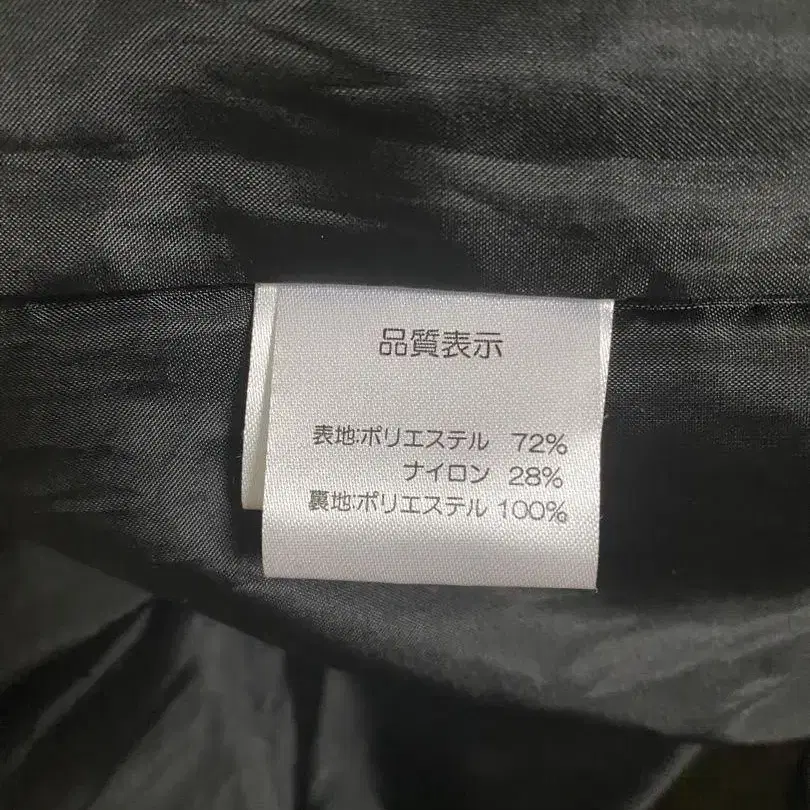 品質表示
表地:ポリエステル 72%
ナイロン 28%
裏地:ポリエステル 100%